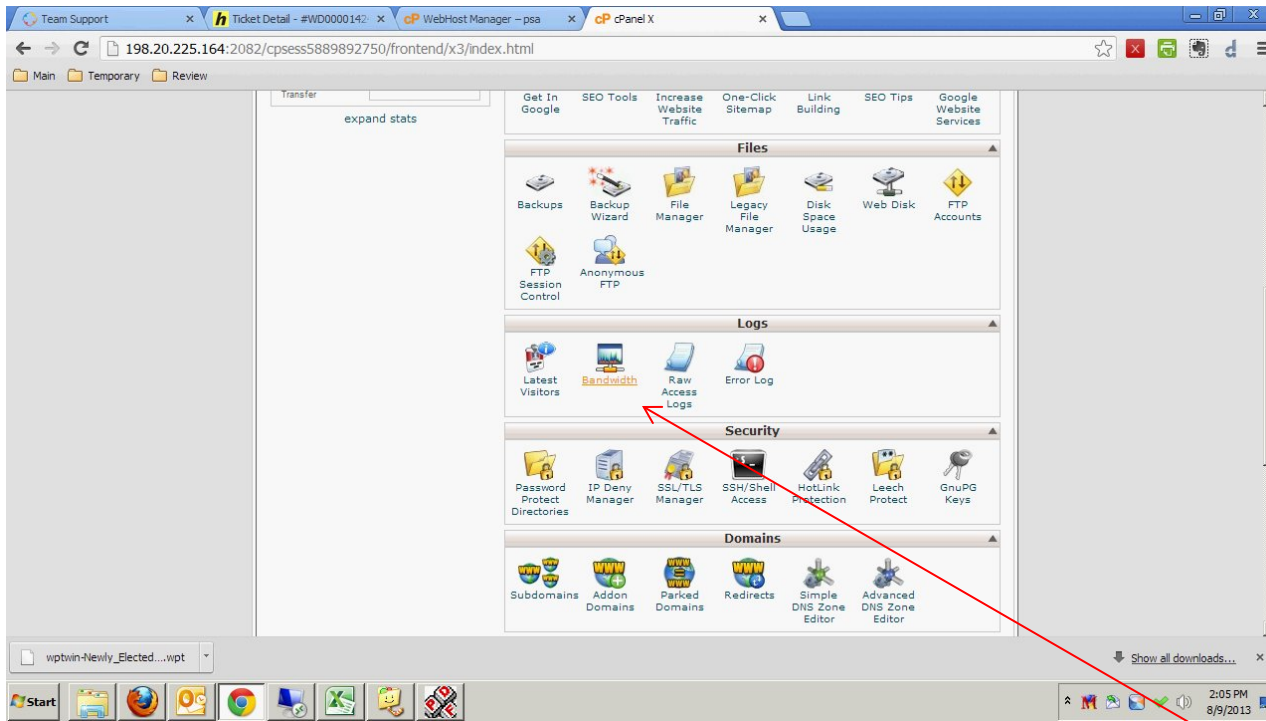 Team Support
Ticket Detail - #WD0000142
cP WebHost Manager – psa
cP cPanel X
198.20.225.164:2082/cpsess5889892750/frontend/x3/index.html
Main
Temporary
Review
Transfer
expand stats
Get In Google
SEO Tools
Increase Website Traffic
One-Click Sitemap
Link Building
SEO Tips
Google Website Services
Files
Backups
Backup Wizard
File Manager
Legacy File Manager
Disk Space Usage
Web Disk
FTP Accounts
FTP Session Control
Anonymous FTP
Logs
Latest Visitors
Bandwidth
Raw Access Logs
Error Log
Security
Password Protect Directories
IP Deny Manager
SSL/TLS Manager
SSH/Shell Access
HotLink Protection
Leech Protect
GnuPG Keys
Domains
Subdomains
Addon Domains
Parked Domains
Redirects
Simple DNS Zone Editor
Advanced DNS Zone Editor
wptwin-Newly_Elected....wpt
Show all downloads...
Start
2:05 PM
8/9/2013